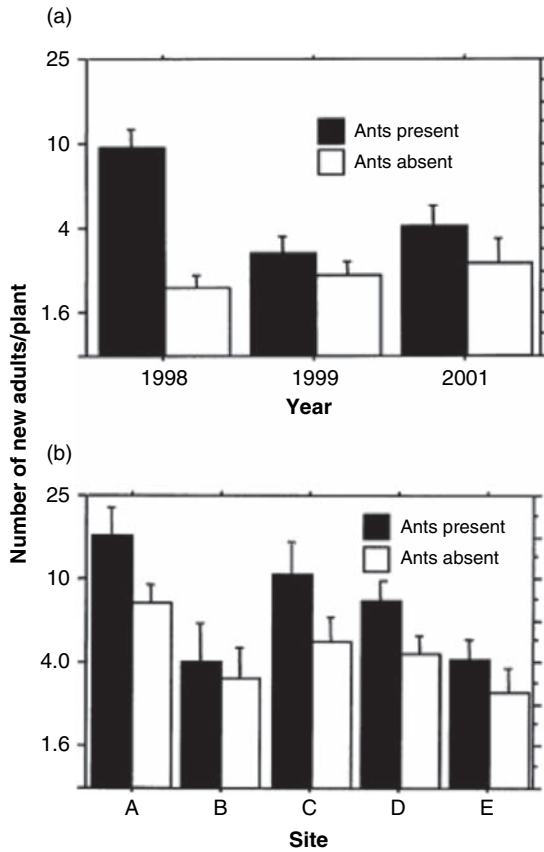 (a)
25
10
4
1.6
Ants present
Ants absent
1998 1999 2001
Year
Number of new adults/plant
(b)
25
10
4.0
1.6
Ants present
Ants absent
A B C D E
Site